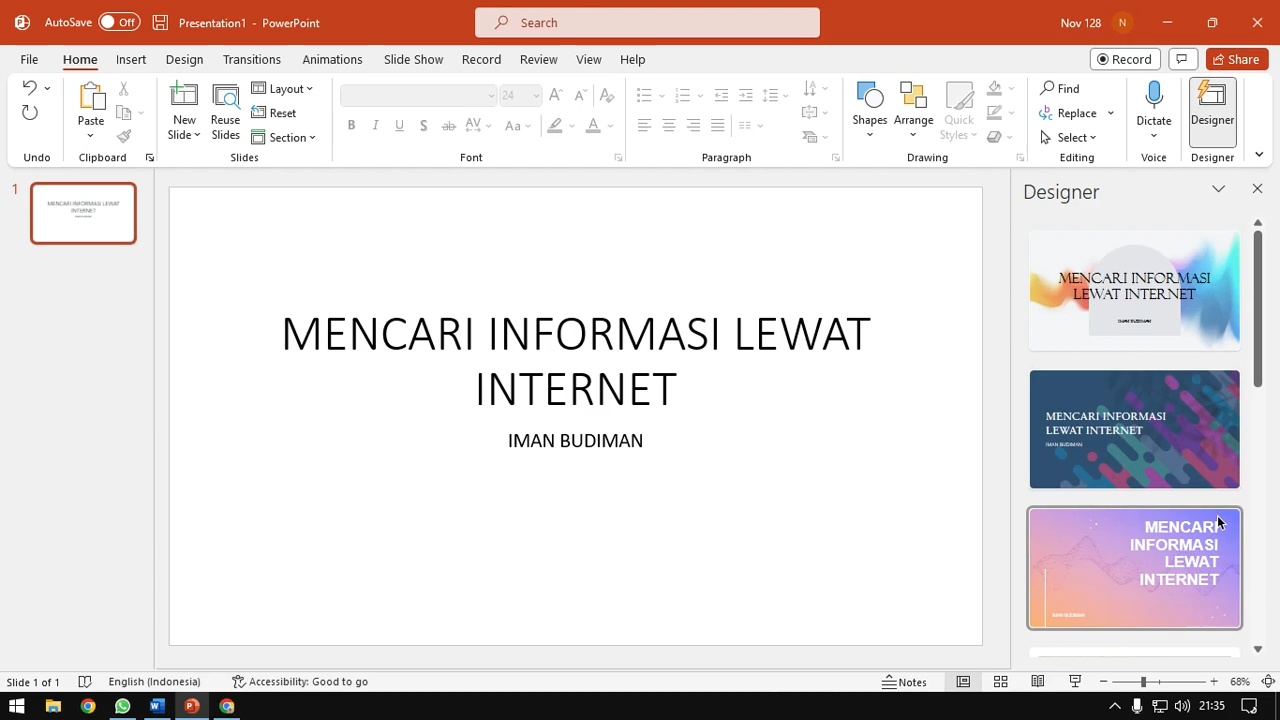 AutoSave Off Presentation1 - PowerPoint Search Nov 128 N
File Home Insert Design Transitions Animations Slide Show Record Review View Help Record Share
Paste New Slide Reuse Slides Layout Reset Section 24 Shapes Arrange Quick Styles Find Replace Select Dictate Designer
Undo Clipboard Slides Font Paragraph Drawing Editing Voice Designer
1
MENCARI INFORMASI LEWAT
INTERNET
MENCARI INFORMASI LEWAT
INTERNET
IMAN BUDIMAN
Designer
MENCARI INFORMASI
LEWAT INTERNET
IMAN BUDIMAN
MENCARI INFORMASI
LEWAT INTERNET
IMAN BUDIMAN
MENCARI
INFORMASI
LEWAT
INTERNET
IMAN BUDIMAN
Slide 1 of 1 English (Indonesia) Accessibility: Good to go Notes 68%
21:35